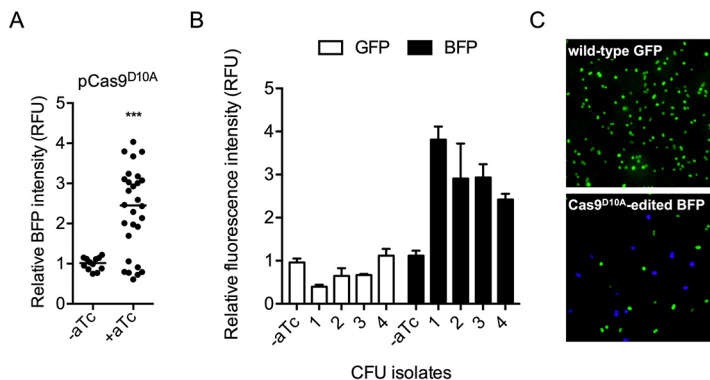 A
B
C
pCas9D10A
***
Relative BFP intensity (RFU)
5
4
3
2
1
0
-aTc
+aTc
GFP
BFP
Relative fluorescence intensity (RFU)
5
4
3
2
1
0
-aTc
1
2
3
4
-aTc
1
2
3
4
CFU isolates
wild-type GFP
Cas9D10A-edited BFP